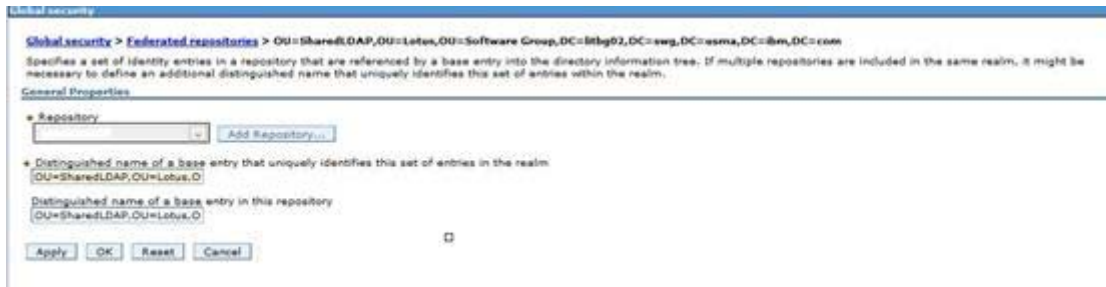 Global security
Global security > Federated repositories > OU=SharedLDAP,OU=Lotus,OU=Software Group,DC=litbg02,DC=swg,DC=usma,DC=ibm,DC=com
Specifies a set of identity entries in a repository that are referenced by a base entry into the directory information tree. If multiple repositories are included in the same realm, it might be
necessary to define an additional distinguished name that uniquely identifies this set of entries within the realm.
General Properties
* Repository
Add Repository...
* Distinguished name of a base entry that uniquely identifies this set of entries in the realm
OU=SharedLDAP,OU=Lotus,O
Distinguished name of a base entry in this repository
OU=SharedLDAP,OU=Lotus,O
Apply OK Reset Cancel